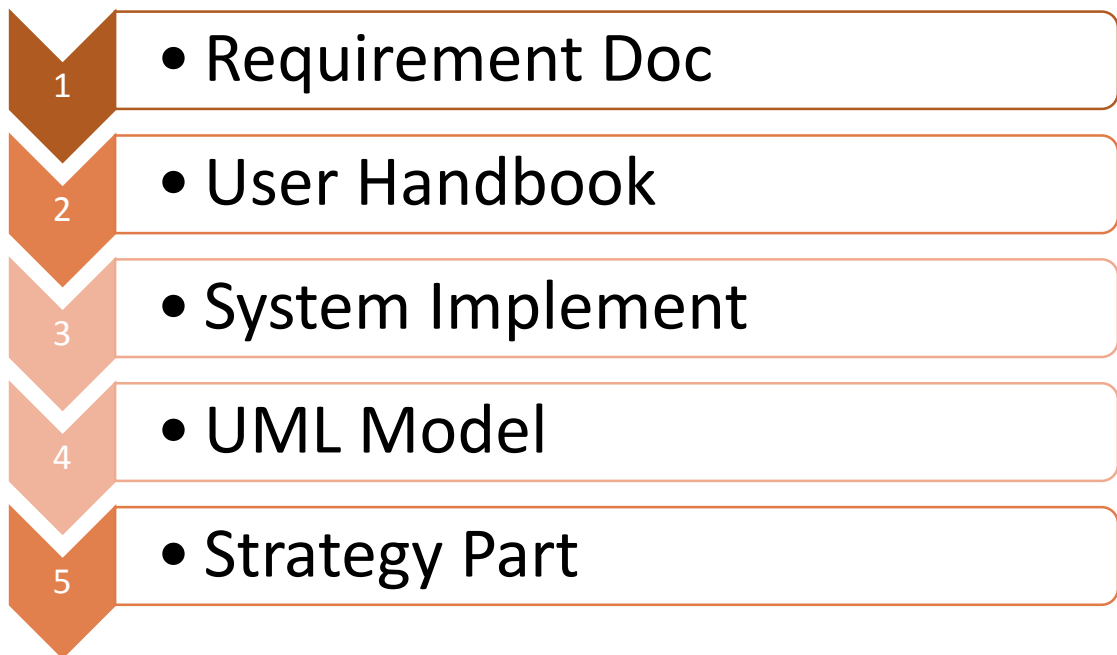 1
• Requirement Doc
2
• User Handbook
3
• System Implement
4
• UML Model
5
• Strategy Part